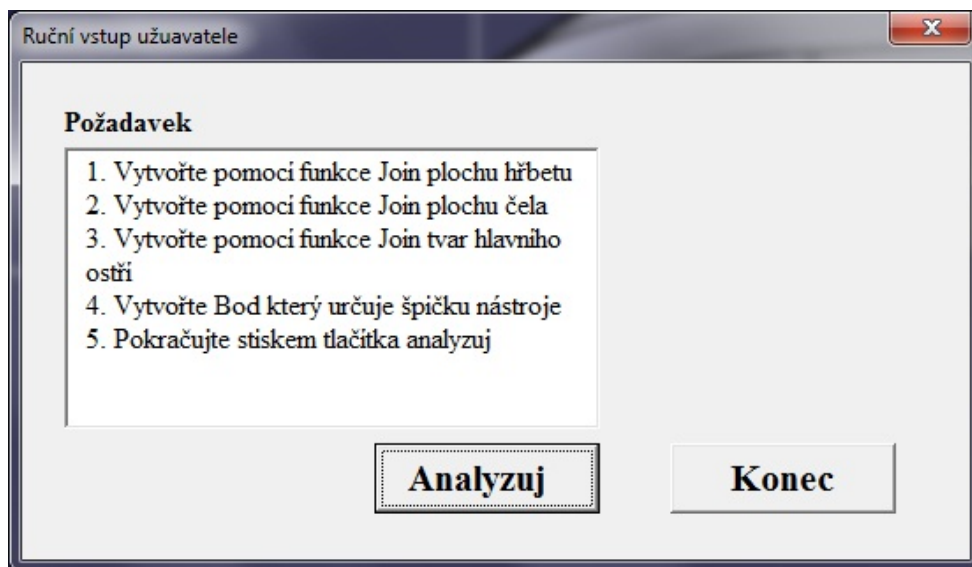 Ruční vstup užuavatele
Požadavek
1. Vytvořte pomocí funkce Join plochu hřbetu
2. Vytvořte pomocí funkce Join plochu čela
3. Vytvořte pomocí funkce Join tvar hlavního
ostří
4. Vytvořte Bod který určuje špičku nástroje
5. Pokračujte stiskem tlačítka analyzuj
Analyzuj
Konec